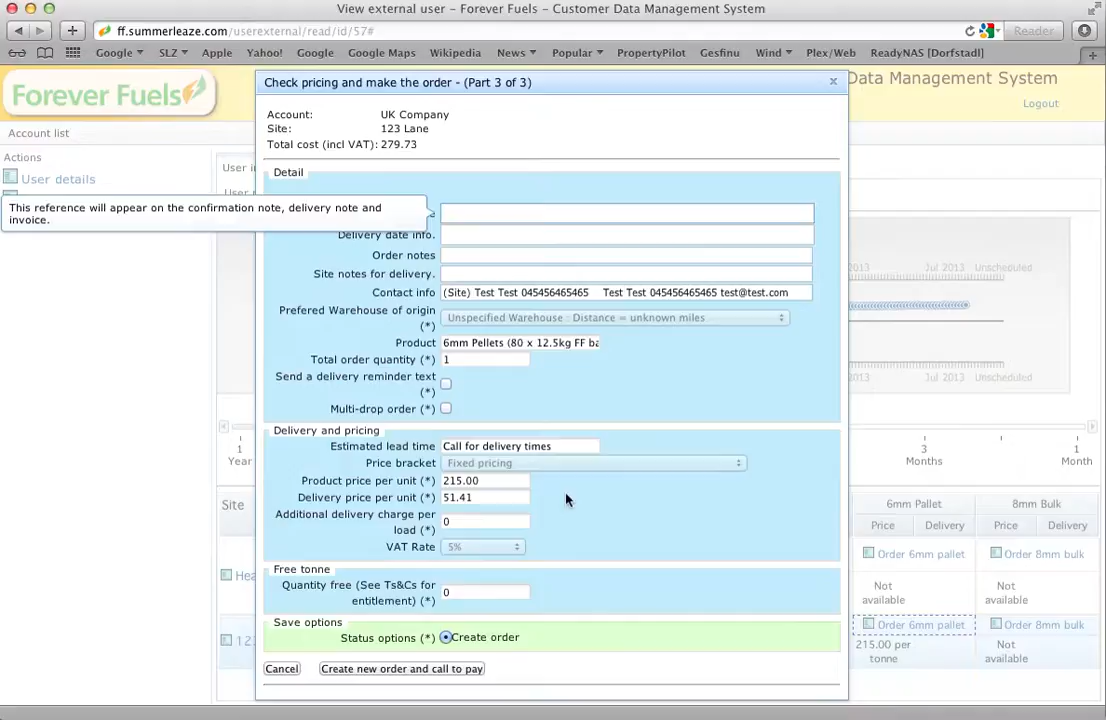 View external user - Forever Fuels - Customer Data Management System
ff.summerleaze.com/userexternal/read/id/57#
Reader
Google SLZ Apple Yahoo! Google Google Maps Wikipedia News Popular PropertyPilot Gesfinu Wind Plex/Web ReadyNAS [Dorfstadl]
Forever Fuels
Data Management System
Logout
Account list
Actions
User details
User i
Check pricing and make the order - (Part 3 of 3)
Account: UK Company
Site: 123 Lane
Total cost (incl VAT): 279.73
Detail
This reference will appear on the confirmation note, delivery note and
invoice.
Delivery date info.
Order notes
Site notes for delivery.
Contact info (Site) Test Test 045456465465 Test Test 045456465465 test@test.com
Preferred Warehouse of origin
(*)
Unspecified Warehouse : Distance = unknown miles
Product 6mm Pellets (80 x 12.5kg FF ba
Total order quantity (*) 1
Send a delivery reminder text
(*)
Multi-drop order (*)
Delivery and pricing
Estimated lead time Call for delivery times
Price bracket Fixed pricing
Product price per unit (*) 215.00
Delivery price per unit (*) 51.41
Additional delivery charge per
load (*)
0
VAT Rate 5%
Free tonne
Quantity free (See Ts&Cs for
entitlement) (*)
0
Save options
Status options (*) Create order
Cancel Create new order and call to pay
2013 Jul 2013 Unscheduled
2013 Jul 2013 Unscheduled
1
Year
3
Months
1
Month
Site
6mm Pallet 8mm Bulk
Price Delivery Price Delivery
Hea
Order 6mm pallet Order 8mm bulk
Not
available
Not
available
12
Order 6mm pallet Order 8mm bulk
215.00 per
tonne
Not
available